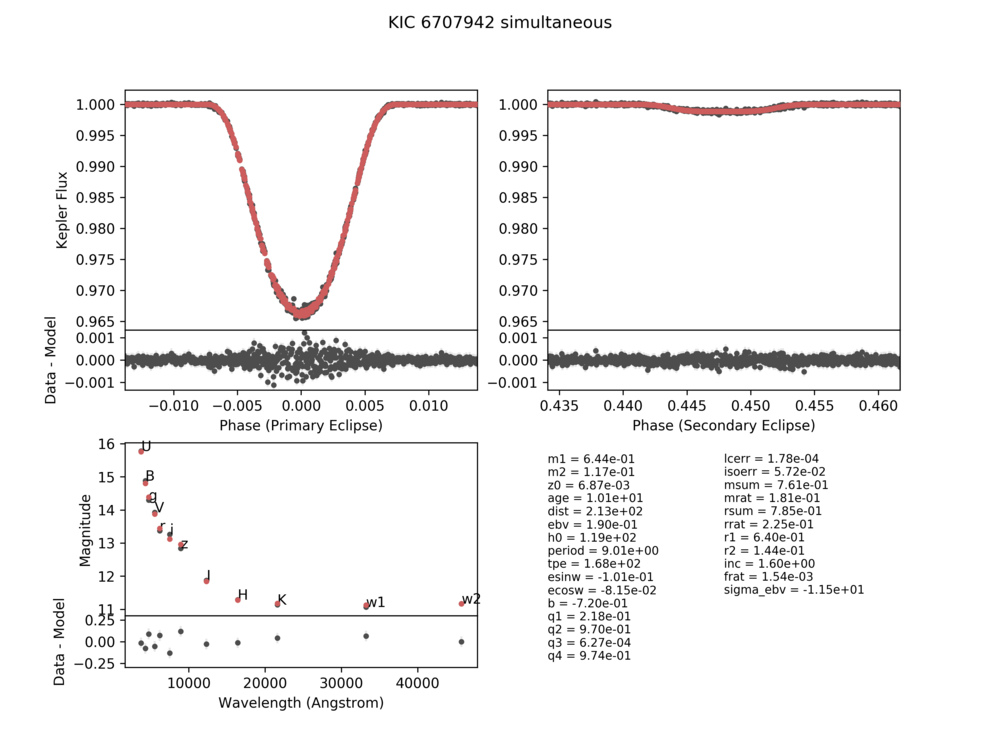 KIC 6707942 simultaneous
1.000
0.995
0.990
0.985
0.980
0.975
0.970
0.965
Kepler Flux
0.001
0.000
−0.001
Data - Model
−0.010 −0.005 0.000 0.005 0.010
Phase (Primary Eclipse)
1.000
0.995
0.990
0.985
0.980
0.975
0.970
0.965
0.001
0.000
−0.001
0.435 0.440 0.445 0.450 0.455 0.460
Phase (Secondary Eclipse)
16
15
14
13
12
11
Magnitude
U
B
g
V
r
i
z
J
H
K
w1
w2
0.25
0.00
−0.25
Data - Model
10000 20000 30000 40000
Wavelength (Angstrom)
m1 = 6.44e-01
m2 = 1.17e-01
z0 = 6.87e-03
age = 1.01e+01
dist = 2.13e+02
ebv = 1.90e-01
h0 = 1.19e+02
period = 9.01e+00
tpe = 1.68e+02
esinw = -1.01e-01
ecosw = -8.15e-02
b = -7.20e-01
q1 = 2.18e-01
q2 = 9.70e-01
q3 = 6.27e-04
q4 = 9.74e-01
lcerr = 1.78e-04
isoerr = 5.72e-02
msum = 7.61e-01
mrat = 1.81e-01
rsum = 7.85e-01
rrat = 2.25e-01
r1 = 6.40e-01
r2 = 1.44e-01
inc = 1.60e+00
frat = 1.54e-03
sigma_ebv = -1.15e+01